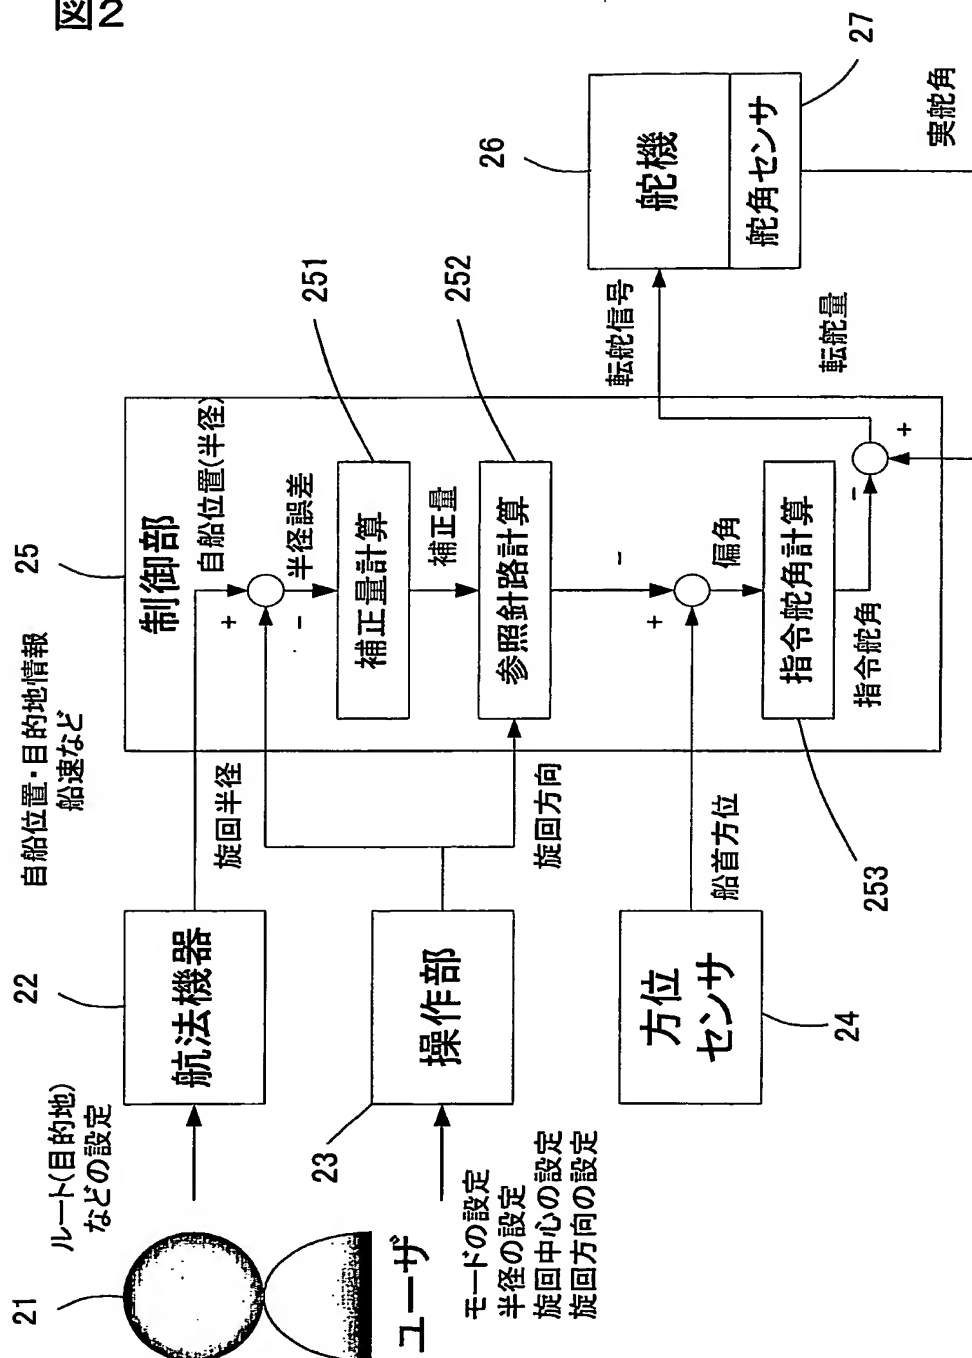 図2
21
ユーザ
ルート(目的地)
などの設定
モードの設定
半径の設定
旋回中心の設定
旋回方向の設定
22
航法機器
23
操作部
方位
センサ
24
自船位置・目的地情報
船速など
旋回半径
旋回方向
船首方位
25
制御部
自船位置(半径)
+
-
半径誤差
補正量計算
251
補正量
参照針路計算
252
-
+
偏角
指令舵角計算
253
指令舵角
-
+
転舵信号
転舵量
26
舵機
舵角センサ
27
実舵角